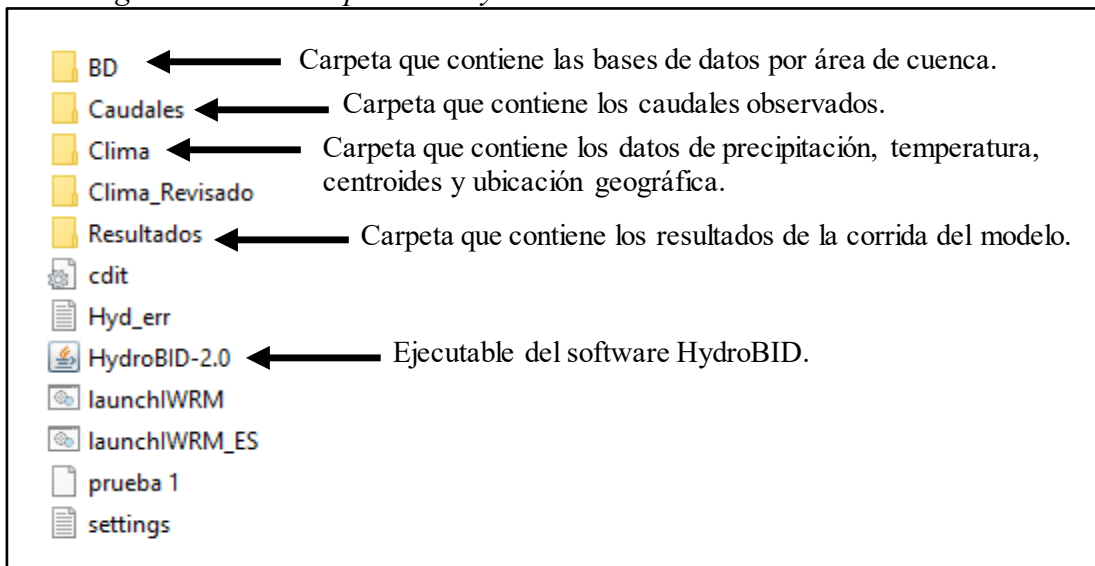 BD
Carpeta que contiene las bases de datos por área de cuenca.
Caudales
Carpeta que contiene los caudales observados.
Clima
Carpeta que contiene los datos de precipitación, temperatura,
centroides y ubicación geográfica.
Clima_Revisado
Resultados
Carpeta que contiene los resultados de la corrida del modelo.
cdit
Hyd_err
HydroBID-2.0
Ejecutable del software HydroBID.
launchIWRM
launchIWRM_ES
prueba 1
settings